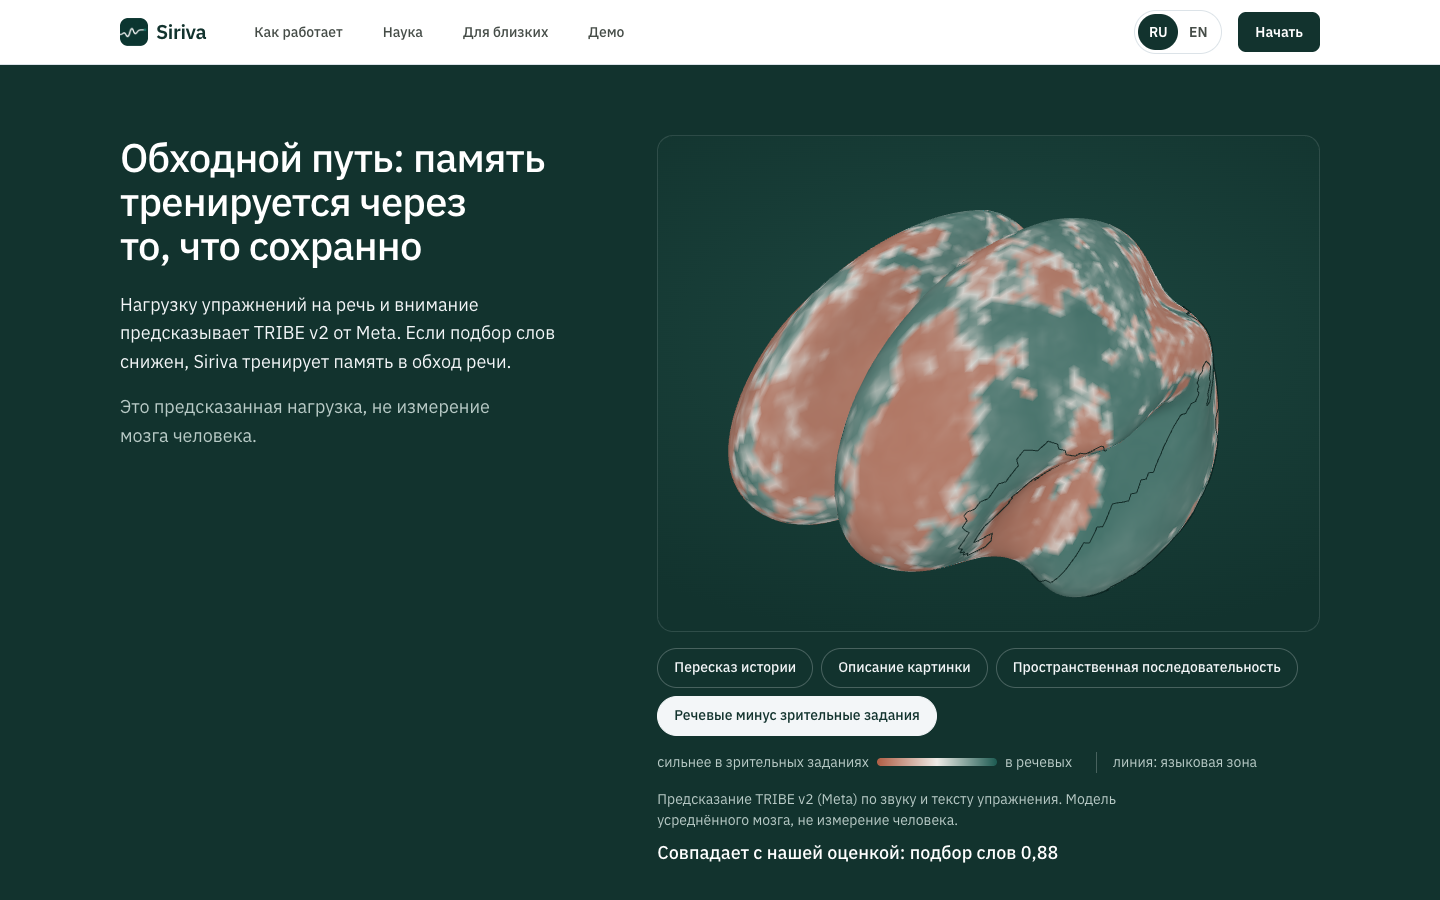 Siriva
Как работает
Наука
Для близких
Демо
RU
EN
Начать
Обходной путь: память
тренируется через
то, что сохранно
Нагрузку упражнений на речь и внимание
предсказывает TRIBE v2 от Meta. Если подбор слов
снижен, Siriva тренирует память в обход речи.
Это предсказанная нагрузка, не измерение
мозга человека.
Пересказ истории
Описание картинки
Пространственная последовательность
Речевые минус зрительные задания
сильнее в зрительных заданиях
в речевых
линия: языковая зона
Предсказание TRIBE v2 (Meta) по звуку и тексту упражнения. Модель
усреднённого мозга, не измерение человека.
Совпадает с нашей оценкой: подбор слов 0,88